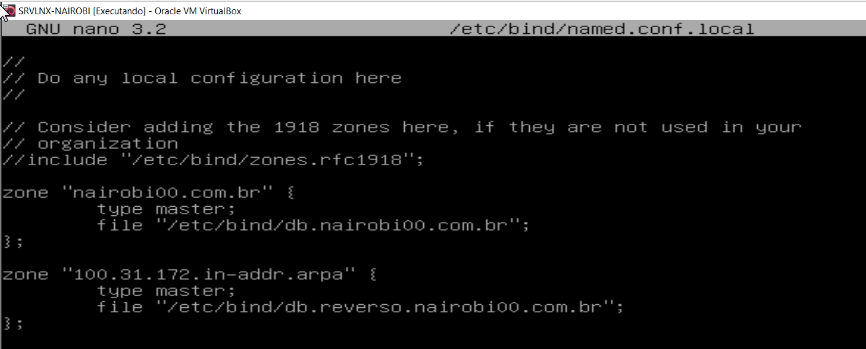 SRVLNX-NAIROBI [Executando] - Oracle VM VirtualBox
GNU nano 3.2 /etc/bind/named.conf.local
//
// Do any local configuration here
//
// Consider adding the 1918 zones here, if they are not used in your
// organization
//include "/etc/bind/zones.rfc1918";
zone "nairobi00.com.br" {
type master;
file "/etc/bind/db.nairobi00.com.br";
};
zone "100.31.172.in-addr.arpa" {
type master;
file "/etc/bind/db.reverso.nairobi00.com.br";
};